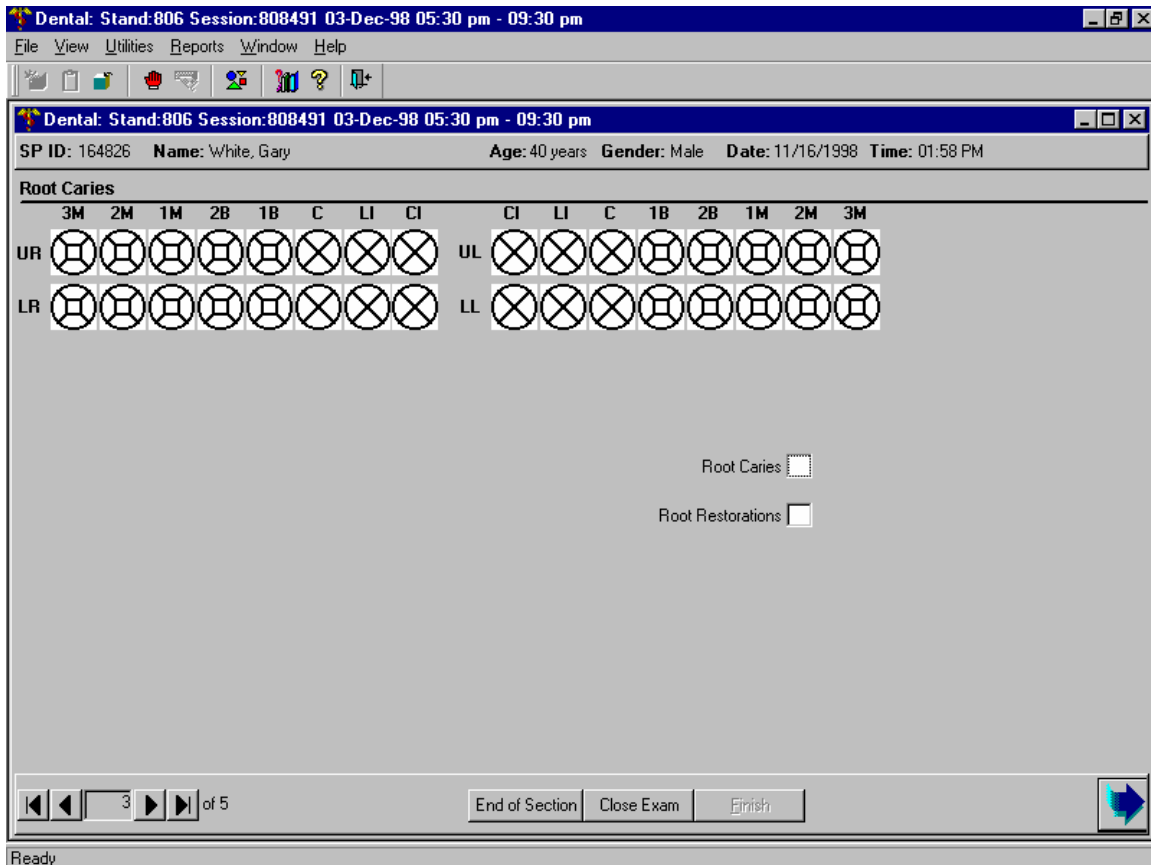 Dental: Stand:806 Session:808491 03-Dec-98 05:30 pm - 09:30 pm
File View Utilities Reports Window Help
Dental: Stand:806 Session:808491 03-Dec-98 05:30 pm - 09:30 pm
SP ID: 164826 Name: White, Gary Age: 40 years Gender: Male Date: 11/16/1998 Time: 01:58 PM
Root Caries
3M 2M 1M 2B 1B C LI CI CI LI C 1B 2B 1M 2M 3M
UR UL
LR LL
Root Caries
Root Restorations
3 of 5 End of Section Close Exam Finish
Ready